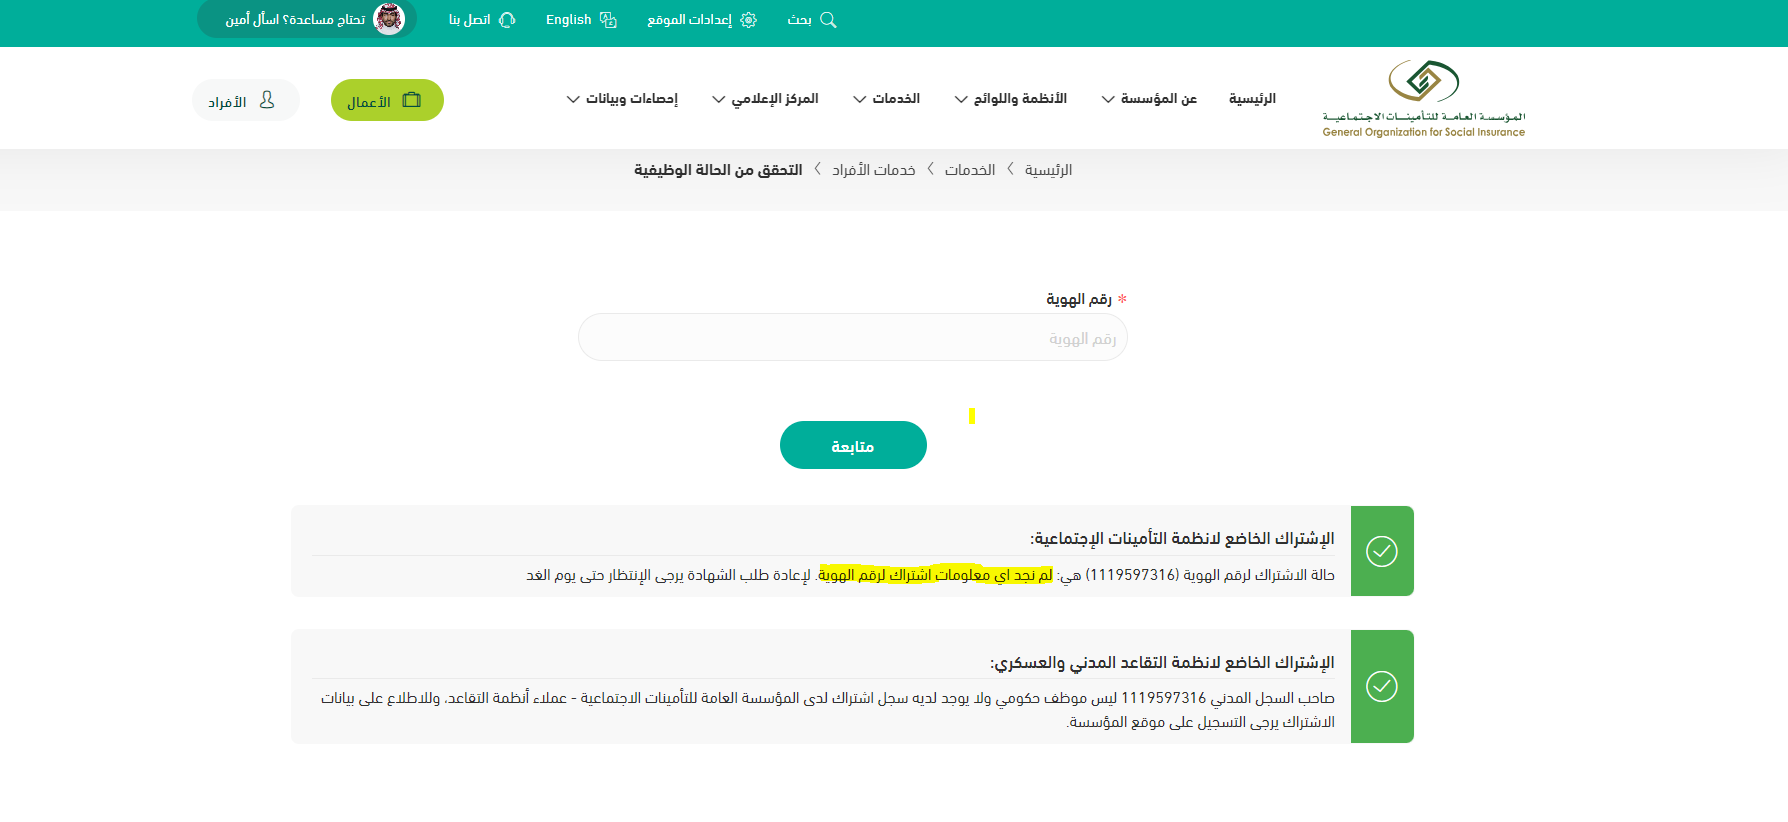 بحث
إعدادات الموقع
English
اتصل بنا
تحتاج مساعدة؟ اسأل أمين
المؤسسة العامة للتأمينات الاجتماعية
General Organization for Social Insurance
الرئيسية
عن المؤسسة
الأنظمة واللوائح
الخدمات
المركز الإعلامي
إحصاءات وبيانات
الأعمال
الأفراد
الرئيسية
الخدمات
خدمات الأفراد
التحقق من الحالة الوظيفية
* رقم الهوية
رقم الهوية
متابعة
الإشتراك الخاضع لانظمة التأمينات الإجتماعية:
حالة الاشتراك لرقم الهوية (1119597316) هي: لم نجد اي معلومات اشتراك لرقم الهوية. لإعادة طلب الشهادة يرجى الإنتظار حتى يوم الغد
الإشتراك الخاضع لانظمة التقاعد المدني والعسكري:
صاحب السجل المدني 1119597316 ليس موظف حكومي ولا يوجد لديه سجل اشتراك لدى المؤسسة العامة للتأمينات الاجتماعية - عملاء أنظمة التقاعد، وللاطلاع على بيانات
الاشتراك يرجى التسجيل على موقع المؤسسة.